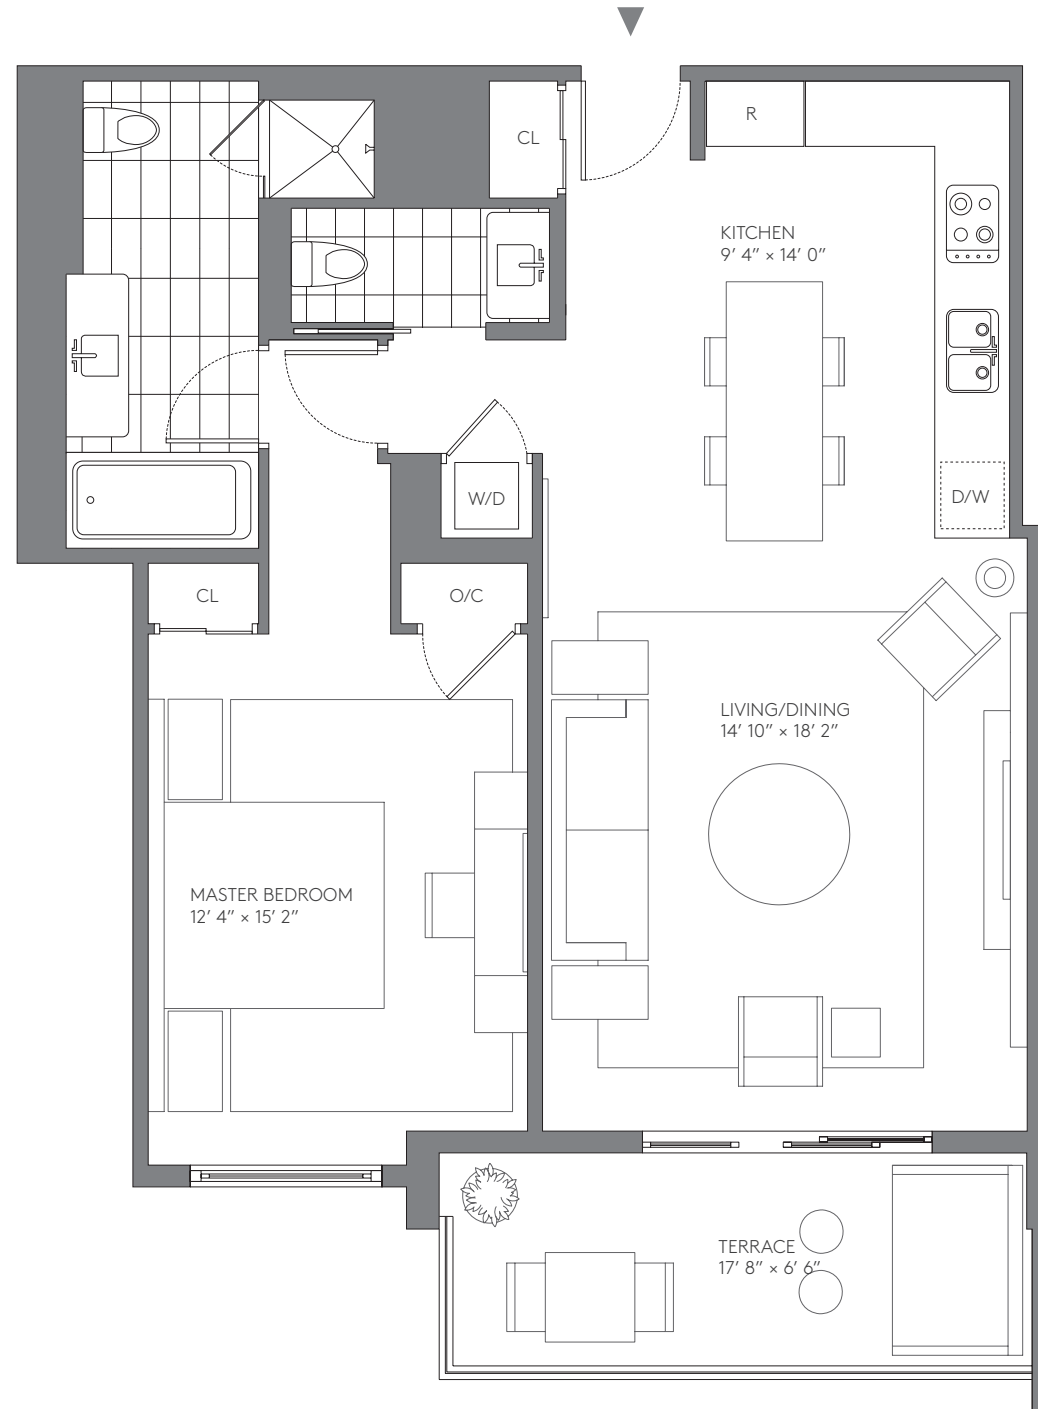 CL
R
KITCHEN
9’ 4” × 14’ 0”
W/D
D/W
CL
O/C
LIVING/DINING
14’ 10” × 18’ 2”
MASTER BEDROOM
12’ 4” × 15’ 2”
TERRACE
17’ 8” × 6’ 6”